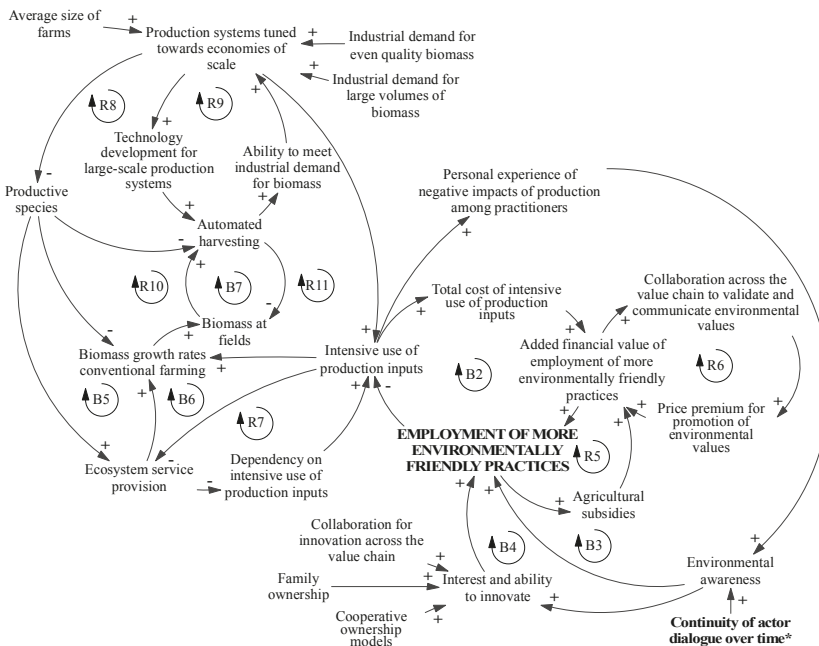 Average size of
farms
+
Production systems tuned
towards economies of
scale
+
Industrial demand for
even quality biomass
+
Industrial demand for
large volumes of
biomass
R8
R9
+
+
Technology
development for
large-scale production
systems
Ability to meet
industrial demand
for biomass
-
Productive
species
+
+
Automated
harvesting
-
+
-
R10
B7
R11
Biomass at
fields
+
-
Biomass growth rates
conventional farming
+
+
+
B5
B6
R7
+
Ecosystem service
provision
-
-
Dependency on
intensive use of
production inputs
Intensive use of
production inputs
+
+
-
Personal experience of
negative impacts of production
among practitioners
+
Total cost of intensive
use of production
inputs
+
+
Collaboration across the
value chain to validate and
communicate environmental
values
+
Added financial value of
employment of more
environmentally friendly
practices
B2
R6
+
+
+
+
Price premium for
promotion of
environmental
values
EMPLOYMENT OF MORE
ENVIRONMENTALLY
FRIENDLY PRACTICES
R5
+
+
+
Agricultural
subsidies
Collaboration for
innovation across the
value chain
B4
B3
+
Family
ownership
+
+
Interest and ability
to innovate
+
Cooperative
ownership
models
+
Environmental
awareness
+
Continuity of actor
dialogue over time*